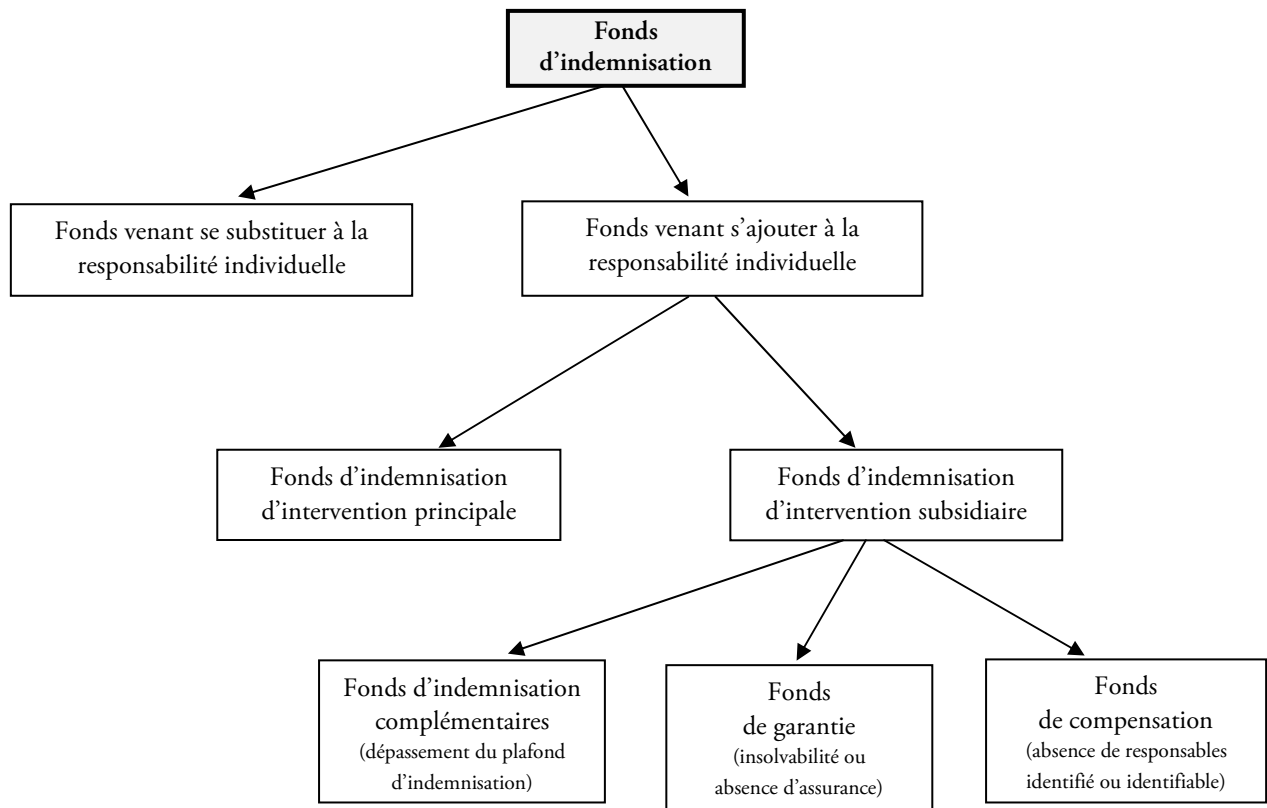 Fonds
d’indemnisation
Fonds venant se substituer à la
responsabilité individuelle
Fonds venant s’ajouter à la
responsabilité individuelle
Fonds d’indemnisation
d’intervention principale
Fonds d’indemnisation
d’intervention subsidiaire
Fonds d’indemnisation
complémentaires
(dépassement du plafond
d’indemnisation)
Fonds
de garantie
(insolvabilité ou
absence d’assurance)
Fonds
de compensation
(absence de responsables
identifié ou identifiable)